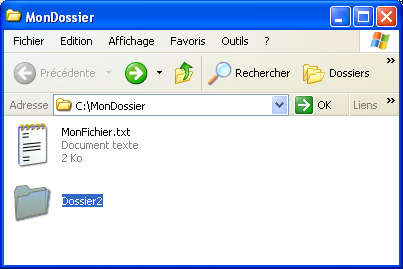 MonDossier
Fichier Edition Affichage Favoris Outils ?
Précédente Rechercher Dossiers »
Adresse C:\MonDossier OK Liens »
MonFichier.txt
Document texte
2 Ko
Dossier2